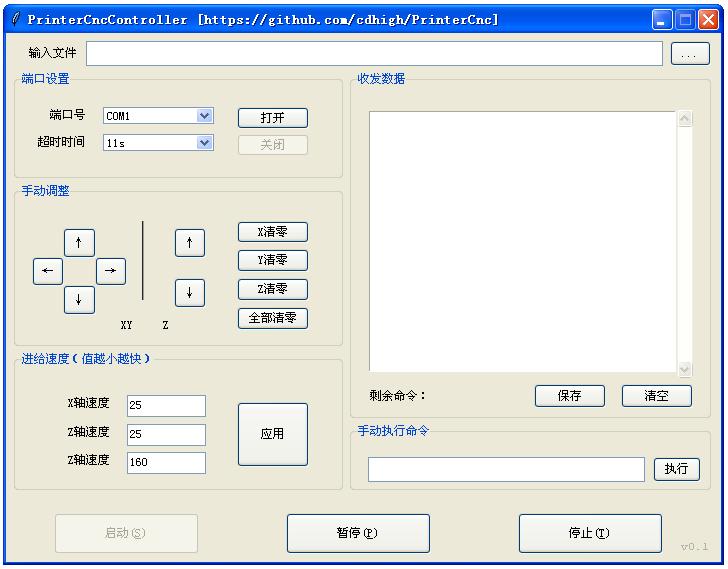 PrinterCncController [https://github.com/cdhigh/PrinterCnc]
输入文件
...
端口设置
端口号
COM1
打开
超时时间
11s
关闭
手动调整
↑
←
→
↓
XY
↑
↓
Z
X清零
Y清零
Z清零
全部清零
进给速度(值越小越快)
X轴速度
25
Z轴速度
25
Z轴速度
160
应用
收发数据
剩余命令:
保存
清空
手动执行命令
执行
启动(S)
暂停(P)
停止(T)
v0.1